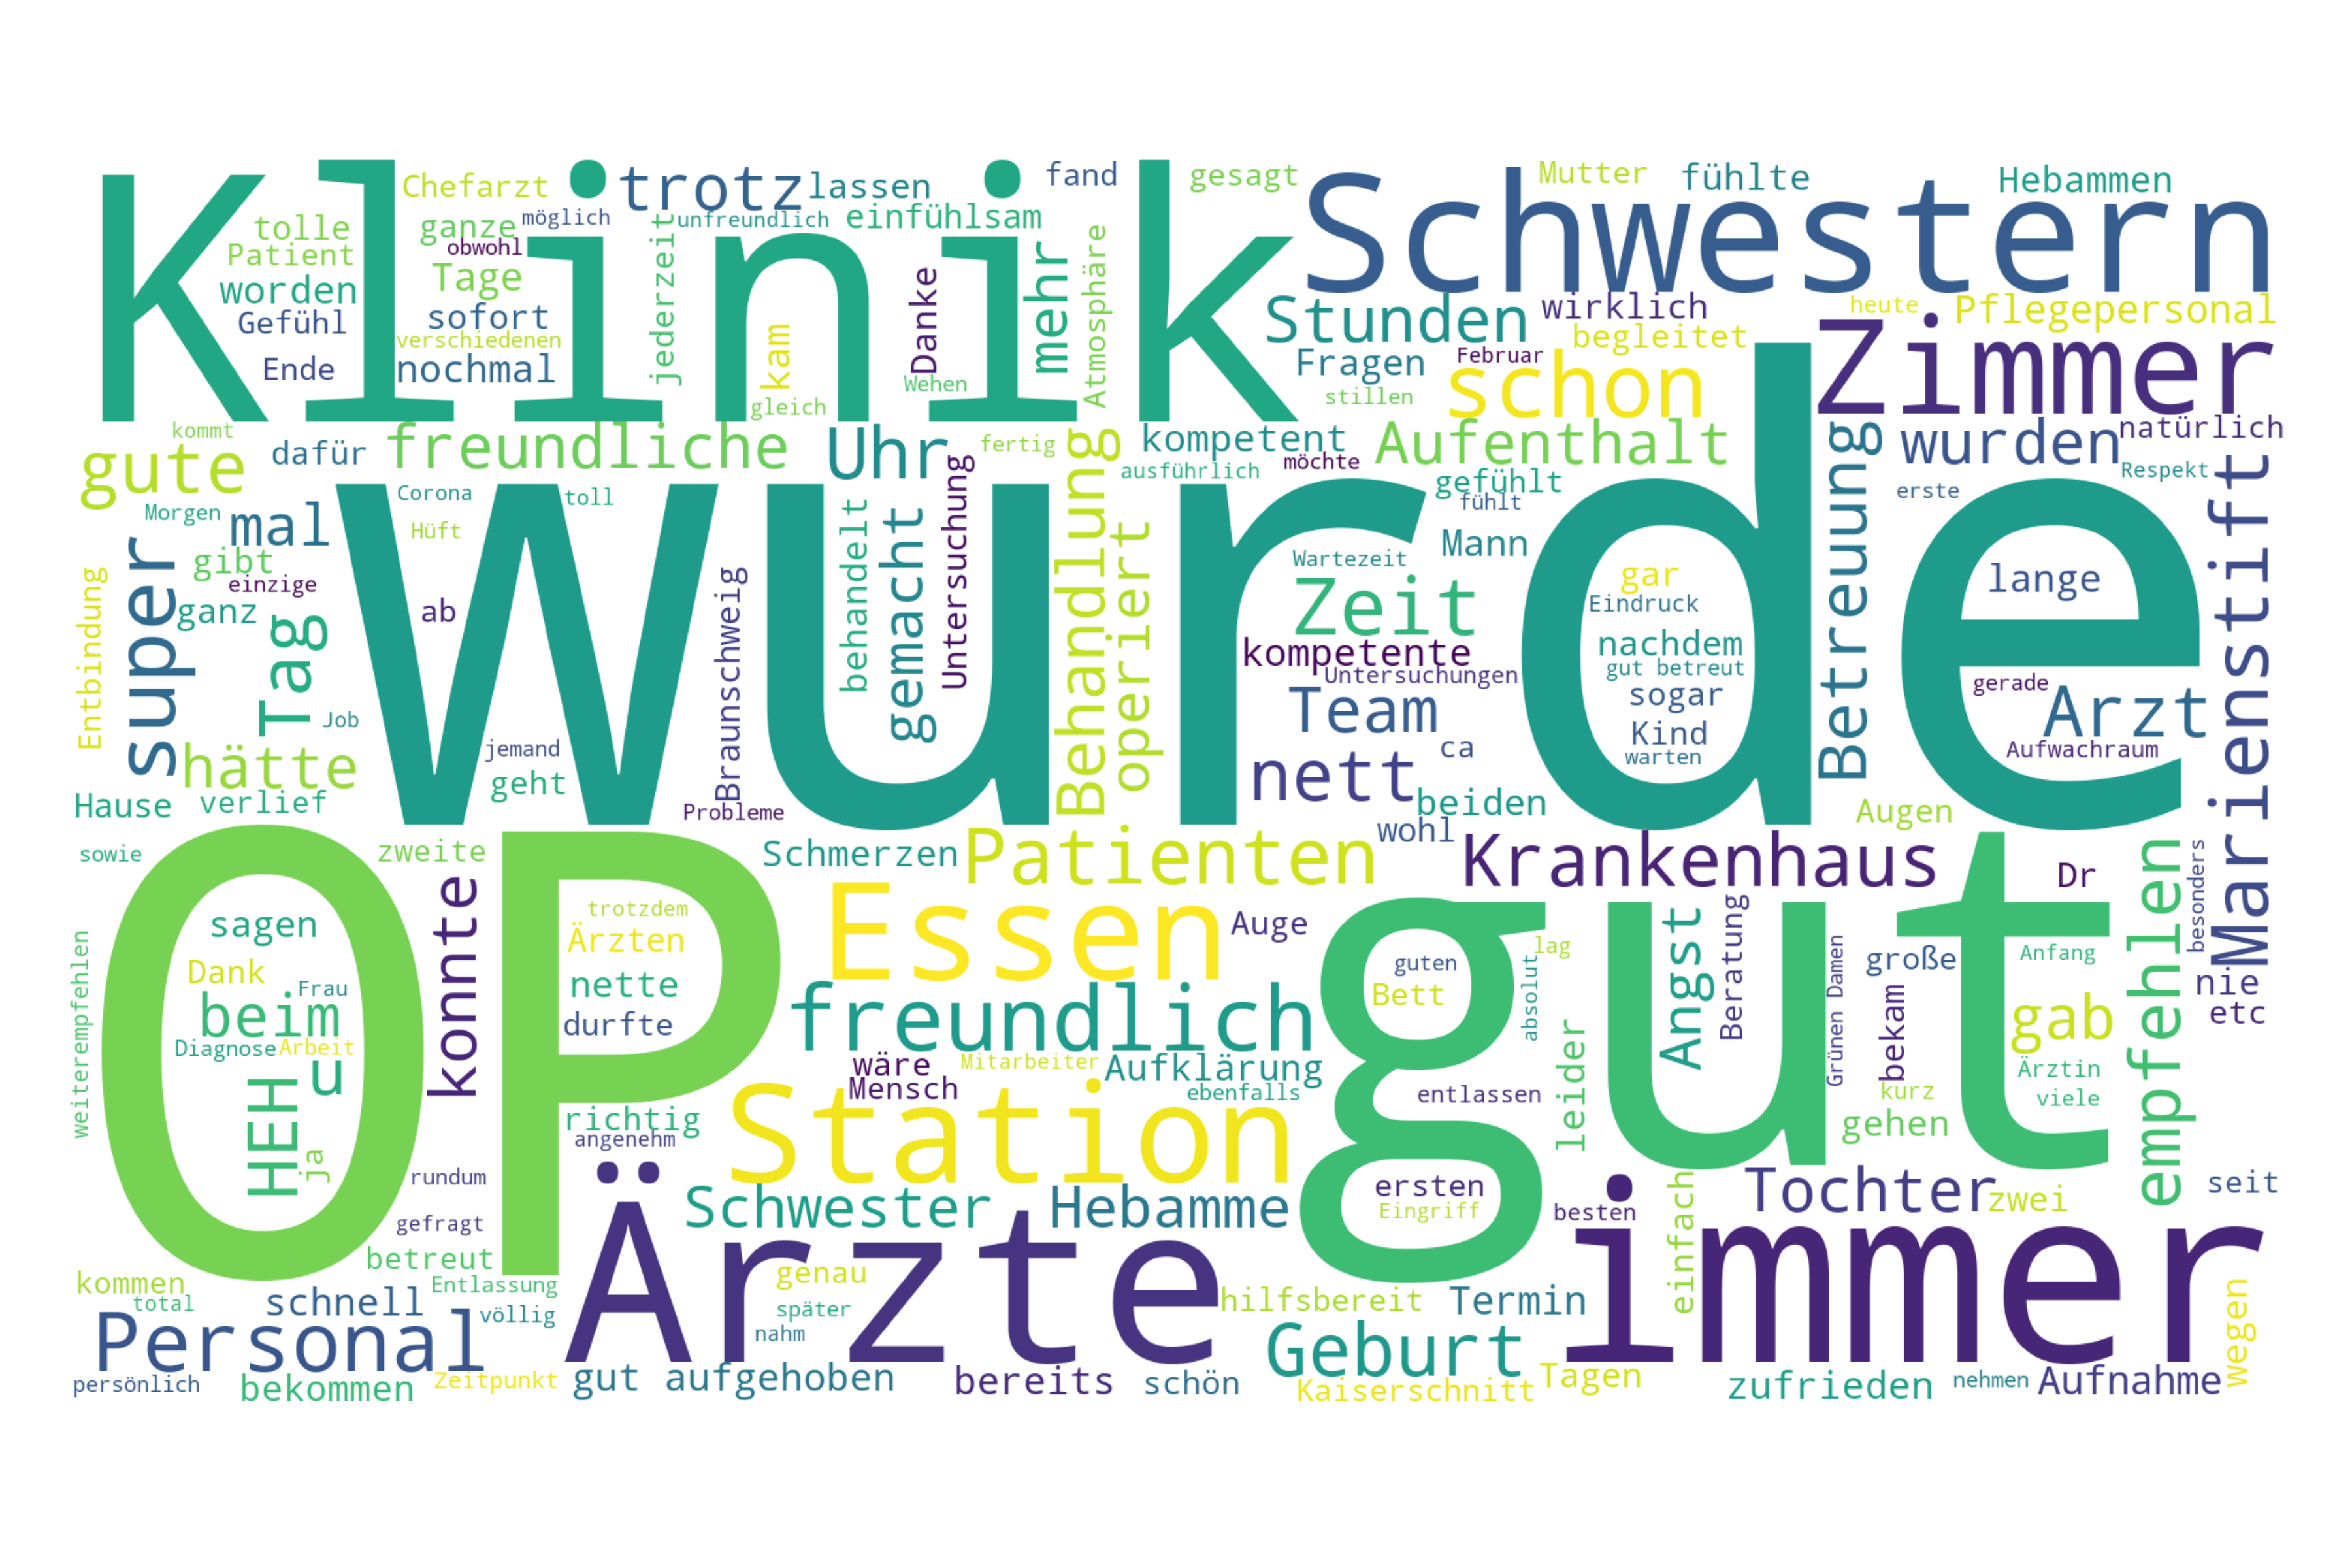 Klinik
Schwestern
Chefarzt
trotz
lassen
fand
gesagt
Mutter
fühlte
Hebammen
tolle
ganze
möglich
jederzeit
unfreundlich
einfühlsam
mehr
Atmosphäre
Patient
obwohl
worden
Tage
Danke
Stunden
wirklich
heute
Pflegepersonal
Gefühl
sofort
verschiedenen
kam
begleitet
Zimmer
Ende
nochmal
Wehen
Fragen
Februar
schon
gleich
stillen
kommt
gute
dafür
freundliche
Uhr
fertig
Behandlung
kompetent
ausführlich
möchte
Aufenthalt
Betreuung
wurden
natürlich
Respekt
Marienstift
wurde
Corona
toll
Untersuchung
gefühlt
fühlt
erste
Morgen
mal
Hüft
behandelt
gemacht
operiert
Mann
super
gibt
einzige
Entbindung
ganz
Tag
ab
Braunschweig
Wartezeit
Zeit
gar
Eindruck
lange
kompetente
Untersuchungen
nachdem
gut betreut
sogar
gerade
Arzt
Job
Team
Kind
warten
Aufwachraum
hätte
jemand
geht
nett
ca
Hause
verlief
Probleme
beiden
Augen
sowie
zweite
Schmerzen
Patienten
wohl
Krankenhaus
Dr
empfehlen
besonders
OP
gut
konnte
trotzdem
Essen
Auge
Angst
Beratung
sagen
Ärzten
lag
große
Anfang
weiterempfehlen
Dank
Frau
nette
guten
Bett
absolut
Grünen Damen
nie
etc
beim
durfte
freundlich
bekam
gab
Diagnose
Arbeit
HEH
u
wäre
Mitarbeiter
Aufklärung
leider
Ärztin
Mensch
ebenfalls
entlassen
kurz
viele
ja
richtig
Station
gehen
angenehm
rundum
Schwester
Hebamme
ersten
Eingriff
besten
einfach
Tochter
zwei
seit
gefragt
Ärzte
immer
betreut
kommen
Entlassung
genau
total
schnell
völlig
später
hilfsbereit
Termin
wegen
Personal
nahm
Geburt
persönlich
bekommen
Zeitpunkt
gut aufgehoben
bereits
schön
Kaiserschnitt
Tagen
zufrieden
nehmen
Aufnahme